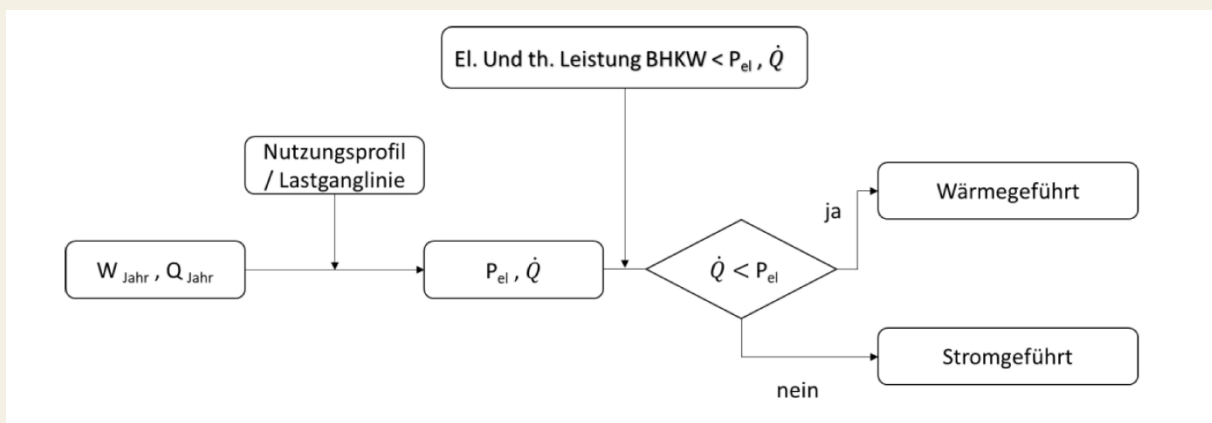 El. Und th. Leistung BHKW < P_el , Q̇
Nutzungsprofil
/ Lastganglinie
Wärmegeführt
ja
W_Jahr , Q_Jahr
P_el , Q̇
Q̇ < P_el
Stromgeführt
nein